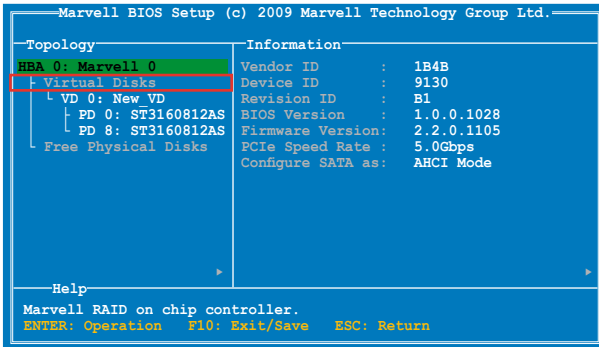 Marvell BIOS Setup (c) 2009 Marvell Technology Group Ltd.
Topology
HBA 0: Marvell 0
Virtual Disks
VD 0: New_VD
PD 0: ST3160812AS
PD 8: ST3160812AS
Free Physical Disks
Information
Vendor ID : 1B4B
Device ID : 9130
Revision ID : B1
BIOS Version : 1.0.0.1028
Firmware Version: 2.2.0.1105
PCIe Speed Rate : 5.0Gbps
Configure SATA as: AHCI Mode
Help
Marvell RAID on chip controller.
ENTER: Operation F10: Exit/Save ESC: Return